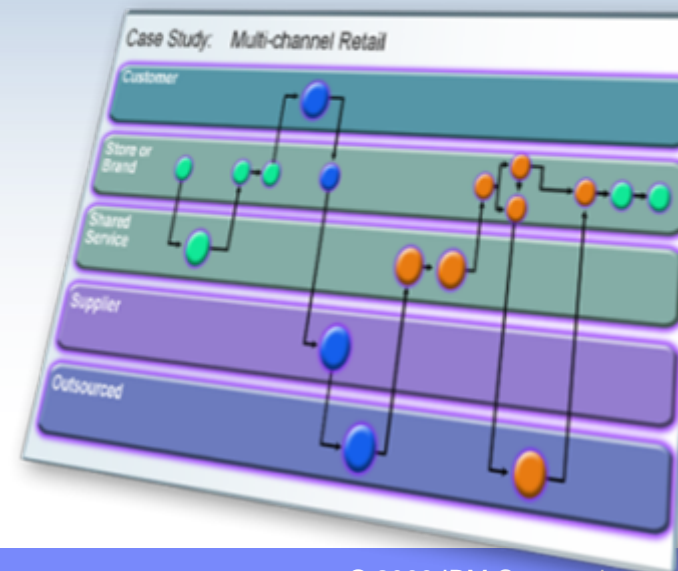 Case Study: Multi-channel Retail
Customer
Store or
Brand
Shared
Service
Supplier
Outsourced